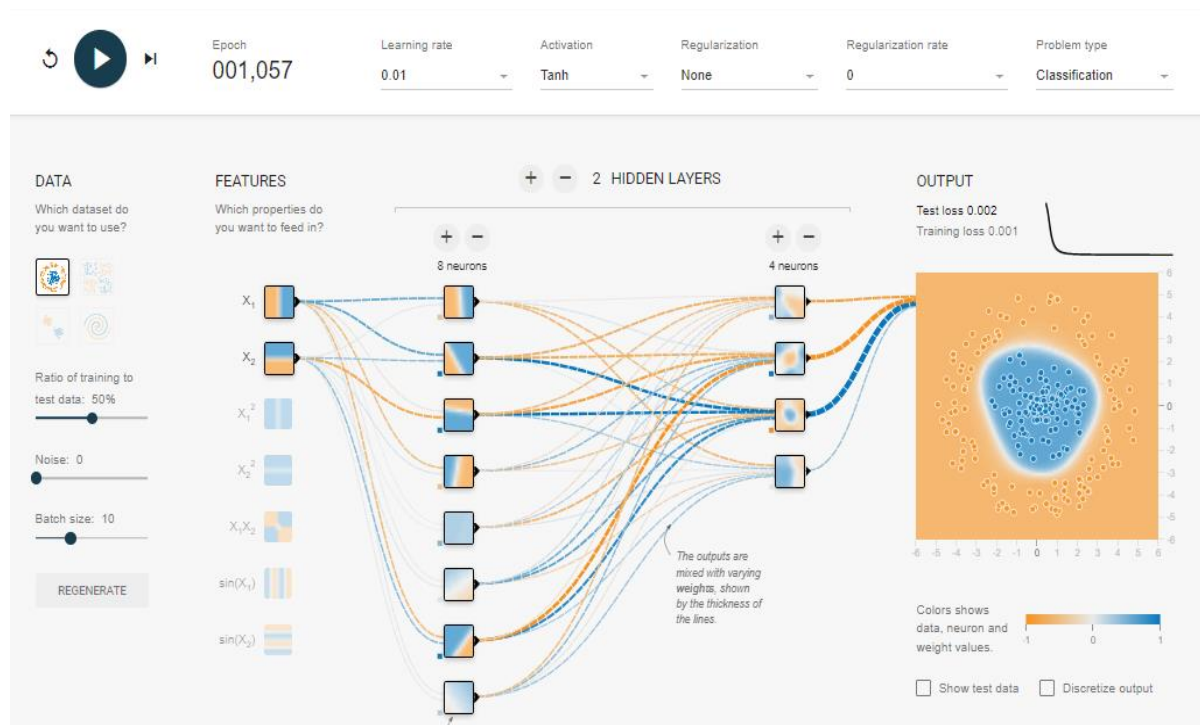 Epoch
001,057
Learning rate
0.01
Activation
Tanh
Regularization
None
Regularization rate
0
Problem type
Classification
DATA
Which dataset do
you want to use?
Ratio of training to
test data: 50%
Noise: 0
Batch size: 10
REGENERATE
FEATURES
Which properties do
you want to feed in?
X₁
X₂
X₁²
X₂²
X₁X₂
sin(X₁)
sin(X₂)
+ − 2 HIDDEN LAYERS
+ −
8 neurons
+ −
4 neurons
The outputs are
mixed with varying
weights, shown
by the thickness of
the lines.
OUTPUT
Test loss 0.002
Training loss 0.001
6
5
4
3
2
1
0
-1
-2
-3
-4
-5
-6
-6 -5 -4 -3 -2 -1 0 1 2 3 4 5 6
Colors shows
data, neuron and
weight values.
-1 0 1
Show test data
Discretize output